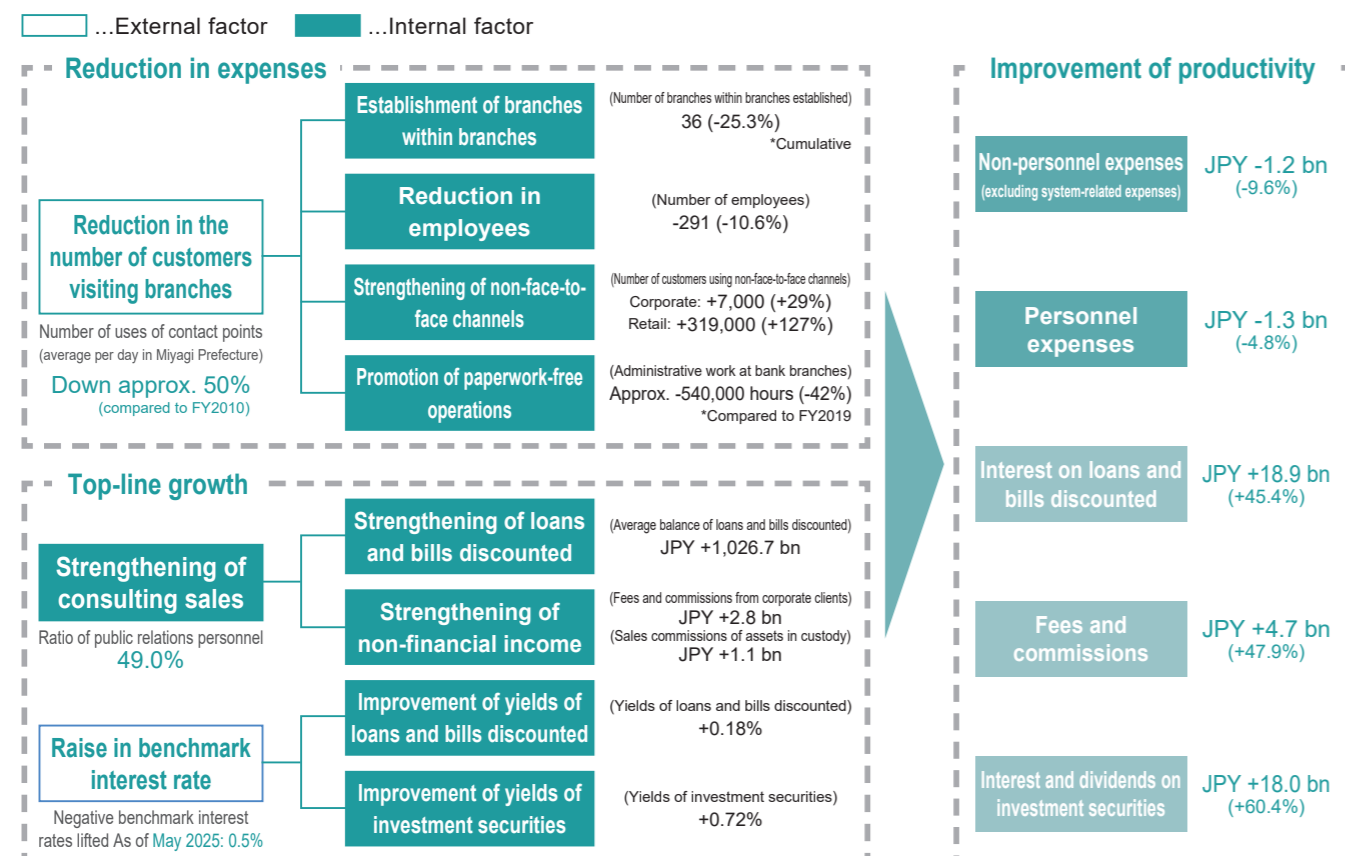 ...External factor
...Internal factor
Reduction in expenses
Reduction in the
number of customers
visiting branches
Number of uses of contact points
(average per day in Miyagi Prefecture)
Down approx. 50%
(compared to FY2010)
Establishment of branches
within branches
(Number of branches within branches established)
36 (-25.3%)
*Cumulative
Reduction in
employees
(Number of employees)
-291 (-10.6%)
Strengthening of non-face-to-
face channels
(Number of customers using non-face-to-face channels)
Corporate: +7,000 (+29%)
Retail: +319,000 (+127%)
Promotion of paperwork-free
operations
(Administrative work at bank branches)
Approx. -540,000 hours (-42%)
*Compared to FY2019
Top-line growth
Strengthening of
consulting sales
Ratio of public relations personnel
49.0%
Strengthening of loans
and bills discounted
(Average balance of loans and bills discounted)
JPY +1,026.7 bn
Strengthening of
non-financial income
(Fees and commissions from corporate clients)
JPY +2.8 bn
(Sales commissions of assets in custody)
JPY +1.1 bn
Raise in benchmark
interest rate
Negative benchmark interest
rates lifted As of May 2025: 0.5%
Improvement of yields of
loans and bills discounted
(Yields of loans and bills discounted)
+0.18%
Improvement of yields of
investment securities
(Yields of investment securities)
+0.72%
Improvement of productivity
Non-personnel expenses
(excluding system-related expenses)
JPY -1.2 bn
(-9.6%)
Personnel
expenses
JPY -1.3 bn
(-4.8%)
Interest on loans and
bills discounted
JPY +18.9 bn
(+45.4%)
Fees and
commissions
JPY +4.7 bn
(+47.9%)
Interest and dividends on
investment securities
JPY +18.0 bn
(+60.4%)